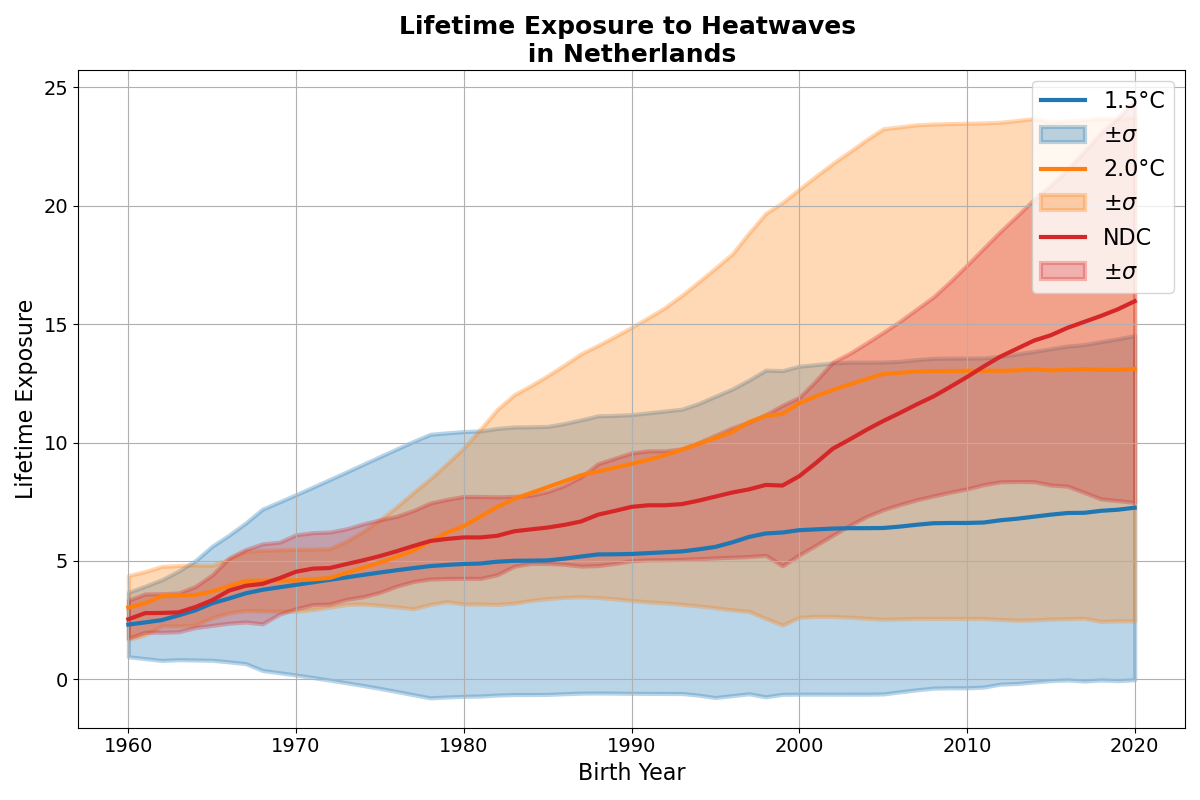 Lifetime Exposure to Heatwaves
in Netherlands
25
20
15
10
5
0
Lifetime Exposure
1960
1970
1980
1990
2000
2010
2020
Birth Year
1.5°C
±σ
2.0°C
±σ
NDC
±σ